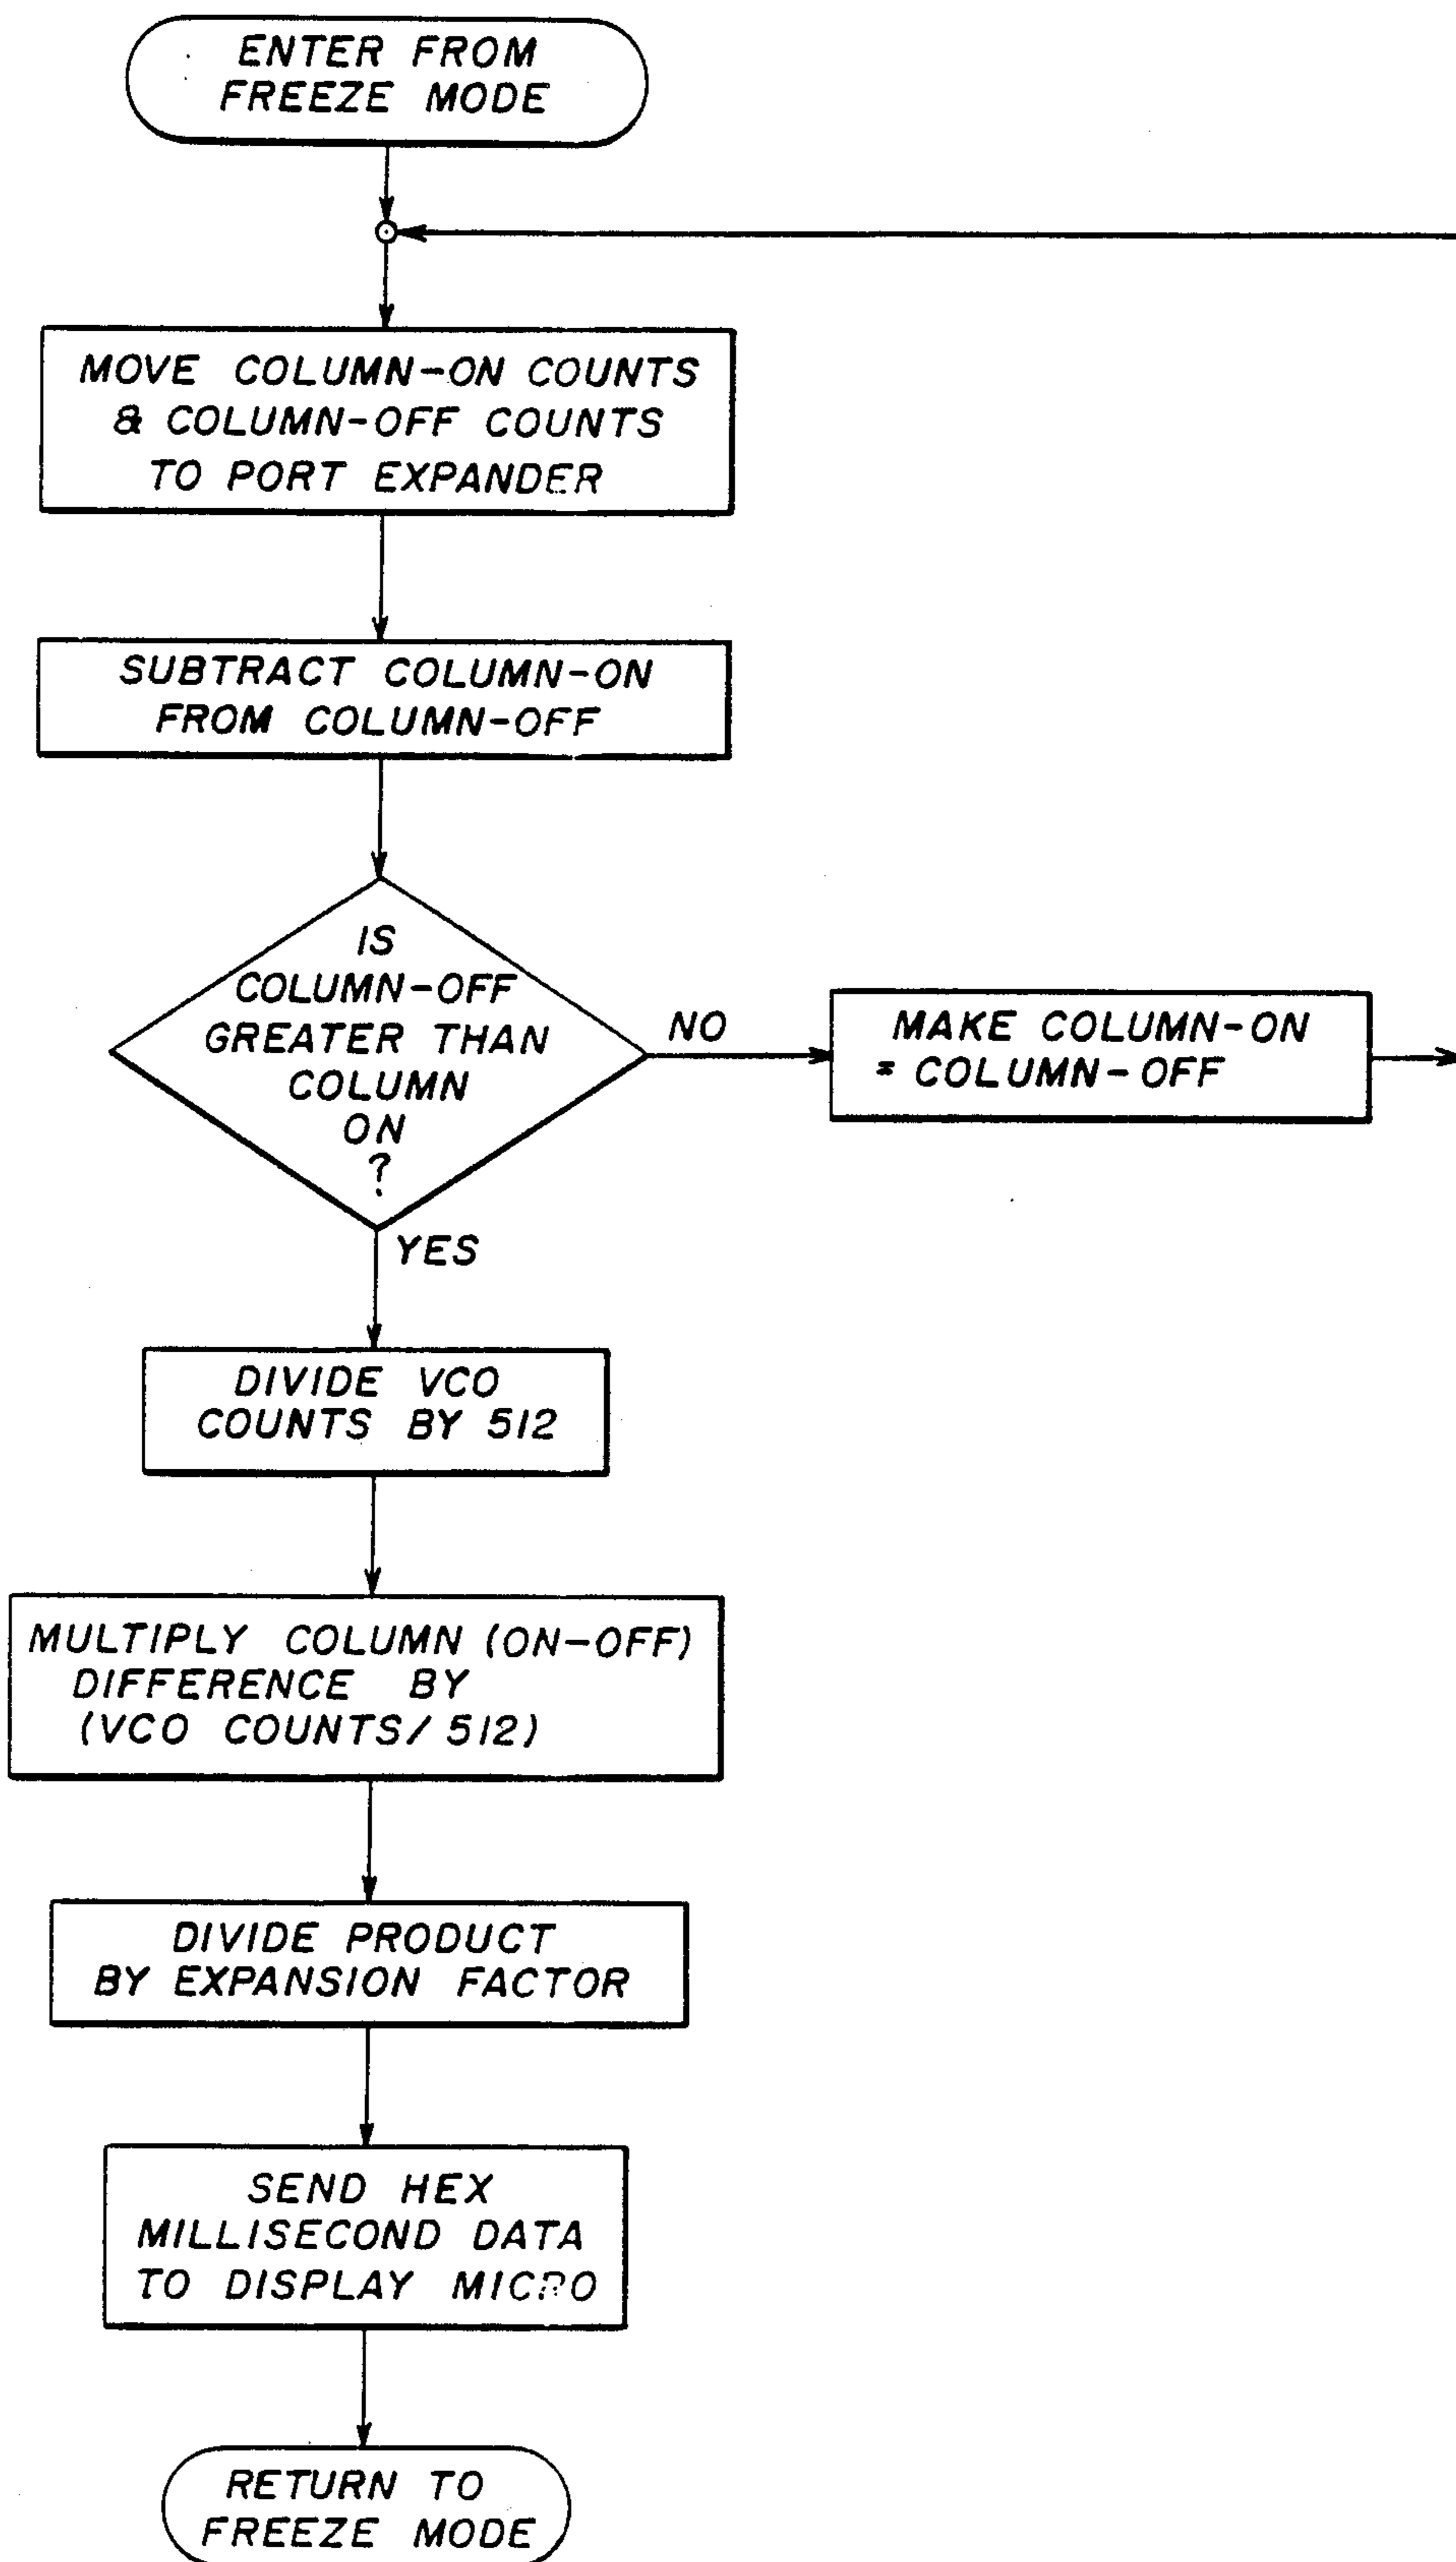 ENTER FROM
FREEZE MODE
MOVE COLUMN-ON COUNTS
& COLUMN-OFF COUNTS
TO PORT EXPANDER
SUBTRACT COLUMN-ON
FROM COLUMN-OFF
IS
COLUMN-OFF
GREATER THAN
COLUMN
ON
?
NO
MAKE COLUMN-ON
= COLUMN-OFF
YES
DIVIDE VCO
COUNTS BY 512
MULTIPLY COLUMN (ON-OFF)
DIFFERENCE BY
(VCO COUNTS/512)
DIVIDE PRODUCT
BY EXPANSION FACTOR
SEND HEX
MILLISECOND DATA
TO DISPLAY MICRO
RETURN TO
FREEZE MODE